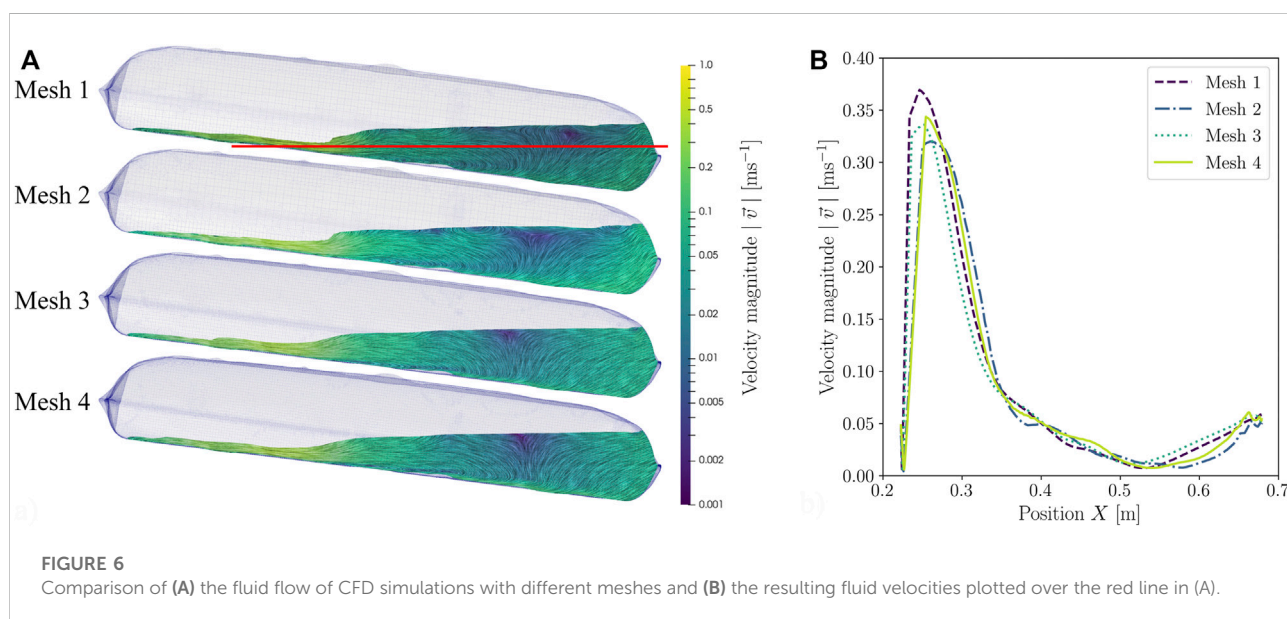 A
Mesh 1
Mesh 2
Mesh 3
Mesh 4
a)
1.0
0.5
0.2
0.1
0.05
0.02
0.01
0.005
0.002
0.001
Velocity magnitude | v⃗ | [ms⁻¹]
B
0.40
0.35
0.30
0.25
0.20
0.15
0.10
0.05
0.00
Velocity magnitude | v⃗ | [ms⁻¹]
Mesh 1
Mesh 2
Mesh 3
Mesh 4
0.2 0.3 0.4 0.5 0.6 0.7
b)
Position X [m]
FIGURE 6
Comparison of (A) the fluid flow of CFD simulations with different meshes and (B) the resulting fluid velocities plotted over the red line in (A).